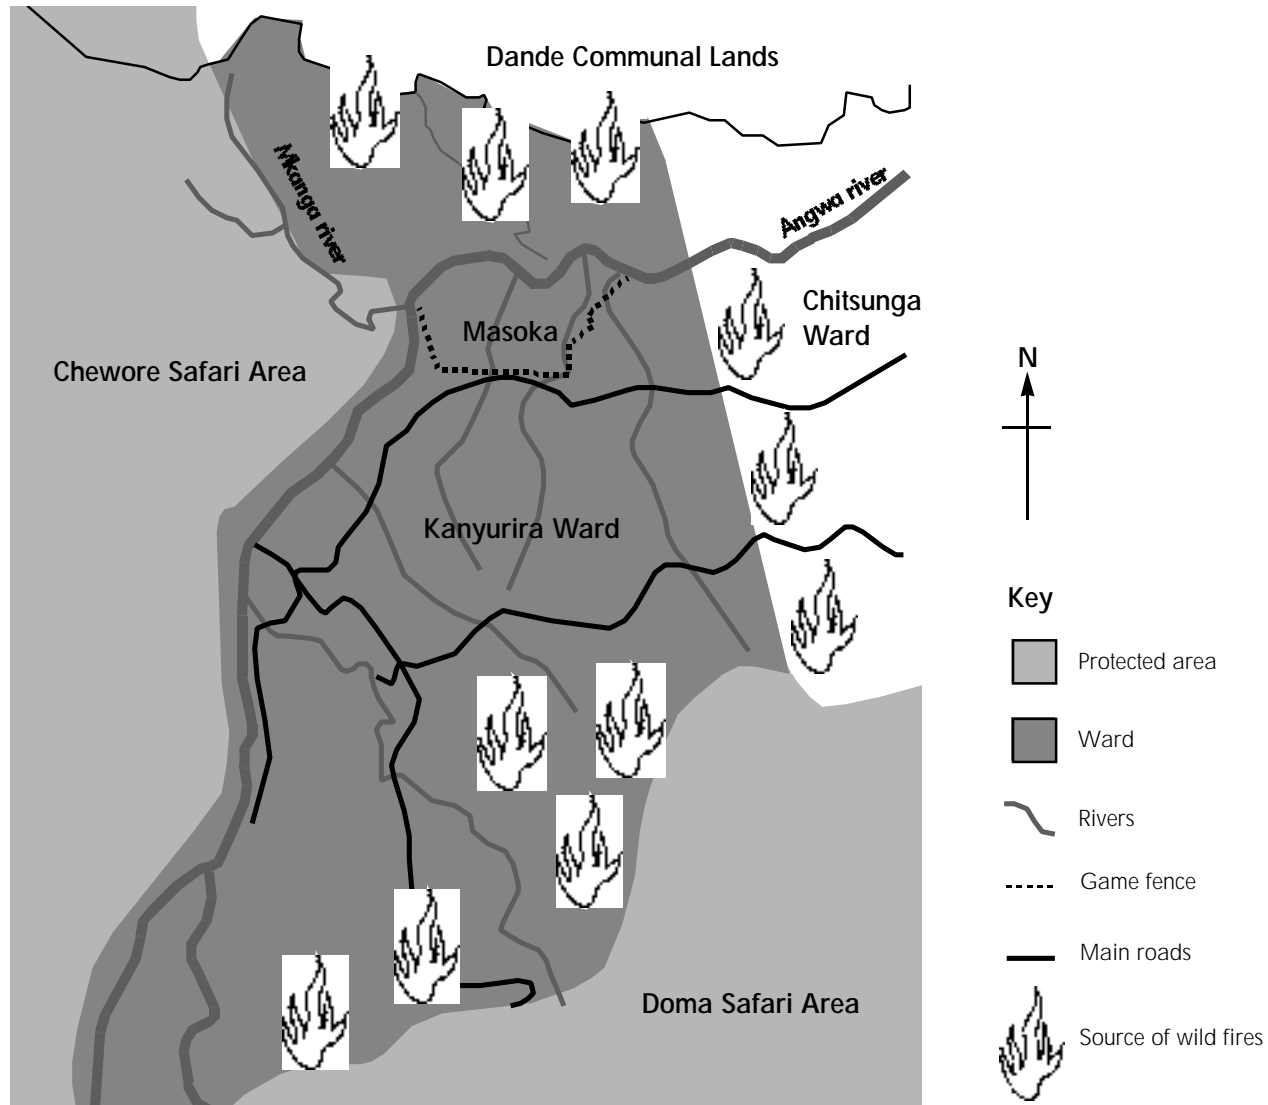 Dande Communal Lands
Mkanga river
Angwa river
Chitsunga
Ward
Masoka
Chewore Safari Area
N
Kanyurira Ward
Key
Protected area
Ward
Rivers
Game fence
Main roads
Doma Safari Area
Source of wild fires